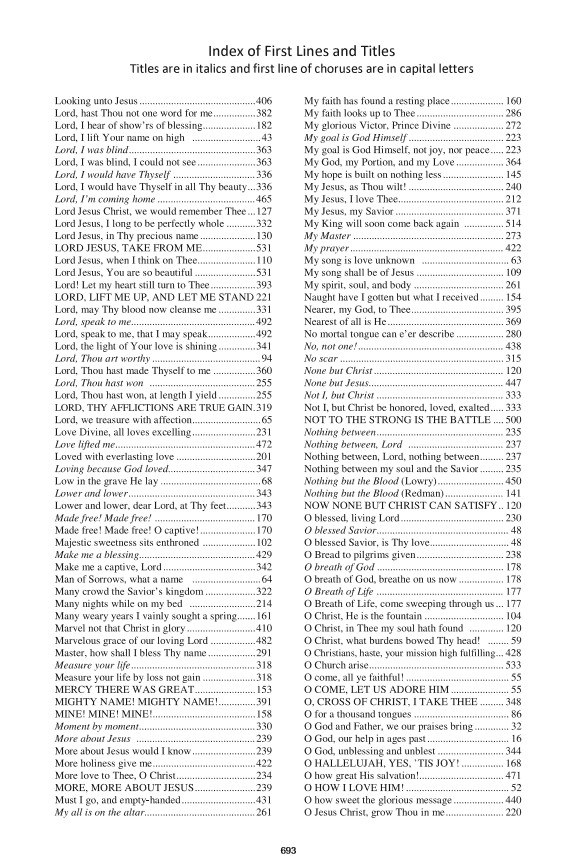 Index of First Lines and Titles
Titles are in italics and first line of choruses are in capital letters
Looking unto Jesus ............................................406
Lord, hast Thou not one word for me................382
Lord, I hear of show'rs of blessing....................182
Lord, I lift Your name on high ..........................43
Lord, I was blind................................................363
Lord, I was blind, I could not see......................363
Lord, I would have Thyself ...............................336
Lord, I would have Thyself in all Thy beauty...336
Lord, I'm coming home ................................................465
Lord Jesus Christ, we would remember Thee ...127
Lord Jesus, I long to be perfectly whole ...........332
Lord Jesus, in Thy precious name .....................130
LORD JESUS, TAKE FROM ME....................531
Lord Jesus, when I think on Thee......................110
Lord Jesus, You are so beautiful .......................531
Lord! Let my heart still turn to Thee.................393
LORD, LIFT ME UP, AND LET ME STAND 221
Lord, may Thy blood now cleanse me ..............331
Lord, speak to me...............................................492
Lord, speak to me, that I may speak..................492
Lord, the light of Your love is shining..............341
Lord, Thou art worthy .........................................94
Lord, Thou hast made Thyself to me ................360
Lord, Thou hast won ........................................255
Lord, Thou hast won, at length I yield ..............255
LORD, THY AFFLICTIONS ARE TRUE GAIN.319
Lord, we treasure with affection..........................65
Love Divine, all loves excelling........................231
Love lifted me.....................................................472
Loved with everlasting love ..............................201
Loving because God loved.................................347
Low in the grave He lay ......................................68
Lower and lower................................................343
Lower and lower, dear Lord, at Thy feet...........343
Made free! Made free! ......................................170
Made free! Made free! O captive!.....................170
Majestic sweetness sits enthroned ....................102
Make me a blessing............................................429
Make me a captive, Lord ...................................342
Man of Sorrows, what a name ..........................64
Many crowd the Savior's kingdom....................322
Many nights while on my bed .........................214
Many weary years I vainly sought a spring.......161
Marvel not that Christ in glory ..........................410
Marvelous grace of our loving Lord .................482
Master, how shall I bless Thy name..................291
Measure your life...............................................318
Measure your life by loss not gain ....................318
MERCY THERE WAS GREAT.......................153
MIGHTY NAME! MIGHTY NAME!..............391
MINE! MINE! MINE!.......................................158
Moment by moment............................................330
More about Jesus .............................................239
More about Jesus would I know........................239
More holiness give me.......................................422
More love to Thee, O Christ..............................234
MORE, MORE ABOUT JESUS.......................239
Must I go, and empty-handed............................431
My all is on the altar..........................................261
My faith has found a resting place.................... 160
My faith looks up to Thee................................. 286
My glorious Victor, Prince Divine ................... 272
My goal is God Himself .................................... 223
My goal is God Himself, not joy, nor peace..... 223
My God, my Portion, and my Love.................. 364
My hope is built on nothing less....................... 145
My Jesus, as Thou wilt! .................................... 240
My Jesus, I love Thee........................................ 212
My Jesus, my Savior ......................................... 371
My King will soon come back again ............... 514
My Master ......................................................... 273
My prayer.......................................................... 422
My song is love unknown ................................. 63
My song shall be of Jesus ................................. 109
My spirit, soul, and body .................................. 261
Naught have I gotten but what I received......... 154
Nearer, my God, to Thee................................... 395
Nearest of all is He............................................ 369
No mortal tongue can e'er describe .................. 280
No, not one!....................................................... 438
No scar .............................................................. 315
None but Christ ................................................. 120
None but Jesus................................................... 447
Not I, but Christ ................................................ 333
Not I, but Christ be honored, loved, exalted..... 333
NOT TO THE STRONG IS THE BATTLE .... 500
Nothing between................................................ 235
Nothing between, Lord .................................... 237
Nothing between, Lord, nothing between......... 237
Nothing between my soul and the Savior ......... 235
Nothing but the Blood (Lowry)......................... 450
Nothing but the Blood (Redman)...................... 141
NOW NONE BUT CHRIST CAN SATISFY.. 120
O blessed, living Lord....................................... 230
O blessed Savior................................................. 48
O blessed Savior, is Thy love............................. 48
O Bread to pilgrims given................................. 238
O breath of God ................................................ 178
O breath of God, breathe on us now ................. 178
O Breath of Life ................................................ 177
O Breath of Life, come sweeping through us... 177
O Christ, He is the fountain .............................. 104
O Christ, in Thee my soul hath found ............. 120
O Christ, what burdens bowed Thy head! ........ 59
O Christians, haste, your mission high fulfilling... 428
O Church arise................................................... 533
O come, all ye faithful! ....................................... 55
O COME, LET US ADORE HIM ...................... 55
O, CROSS OF CHRIST, I TAKE THEE ......... 348
O for a thousand tongues .................................... 86
O God and Father, we our praises bring............. 32
O God, our help in ages past............................... 16
O God, unblessing and unblest ......................... 344
O HALLELUJAH, YES, 'TIS JOY! ................ 168
O how great His salvation!................................ 471
O HOW I LOVE HIM! ....................................... 52
O how sweet the glorious message ................... 440
O Jesus Christ, grow Thou in me...................... 220
693